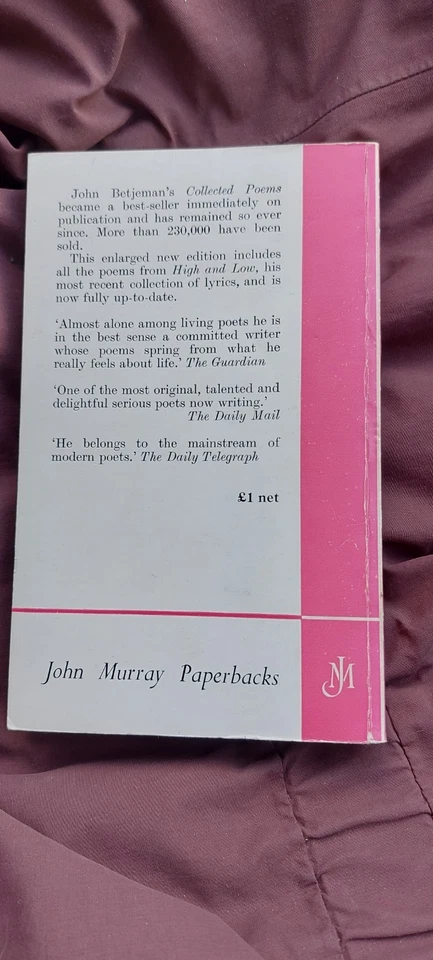 John Betjeman's Collected Poems
became a best-seller immediately on
publication and has remained so ever
since. More than 230,000 have been
sold.
This enlarged new edition includes
all the poems from High and Low, his
most recent collection of lyrics, and is
now fully up-to-date.
'Almost alone among living poets he is
in the best sense a committed writer
whose poems spring from what he
really feels about life.' The Guardian
'One of the most original, talented and
delightful serious poets now writing.'
The Daily Mail
'He belongs to the mainstream of
modern poets.' The Daily Telegraph
£1 net
John Murray Paperbacks
JM